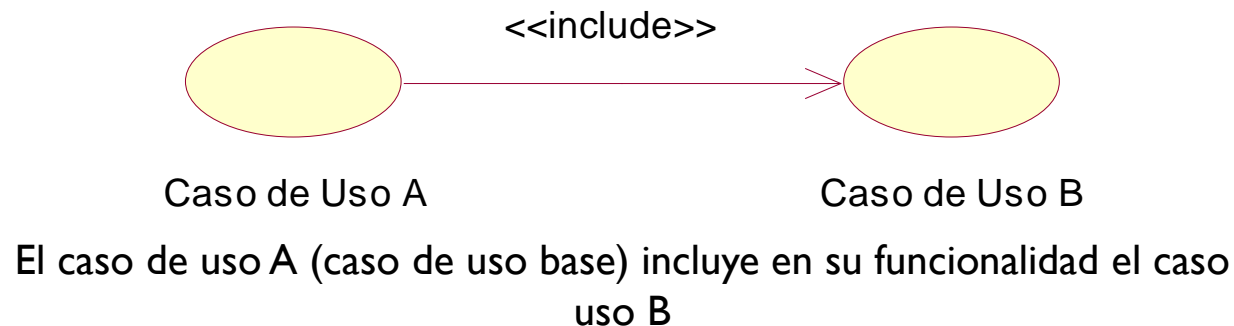 <<include>>
Caso de Uso A
Caso de Uso B
El caso de uso A (caso de uso base) incluye en su funcionalidad el caso
uso B